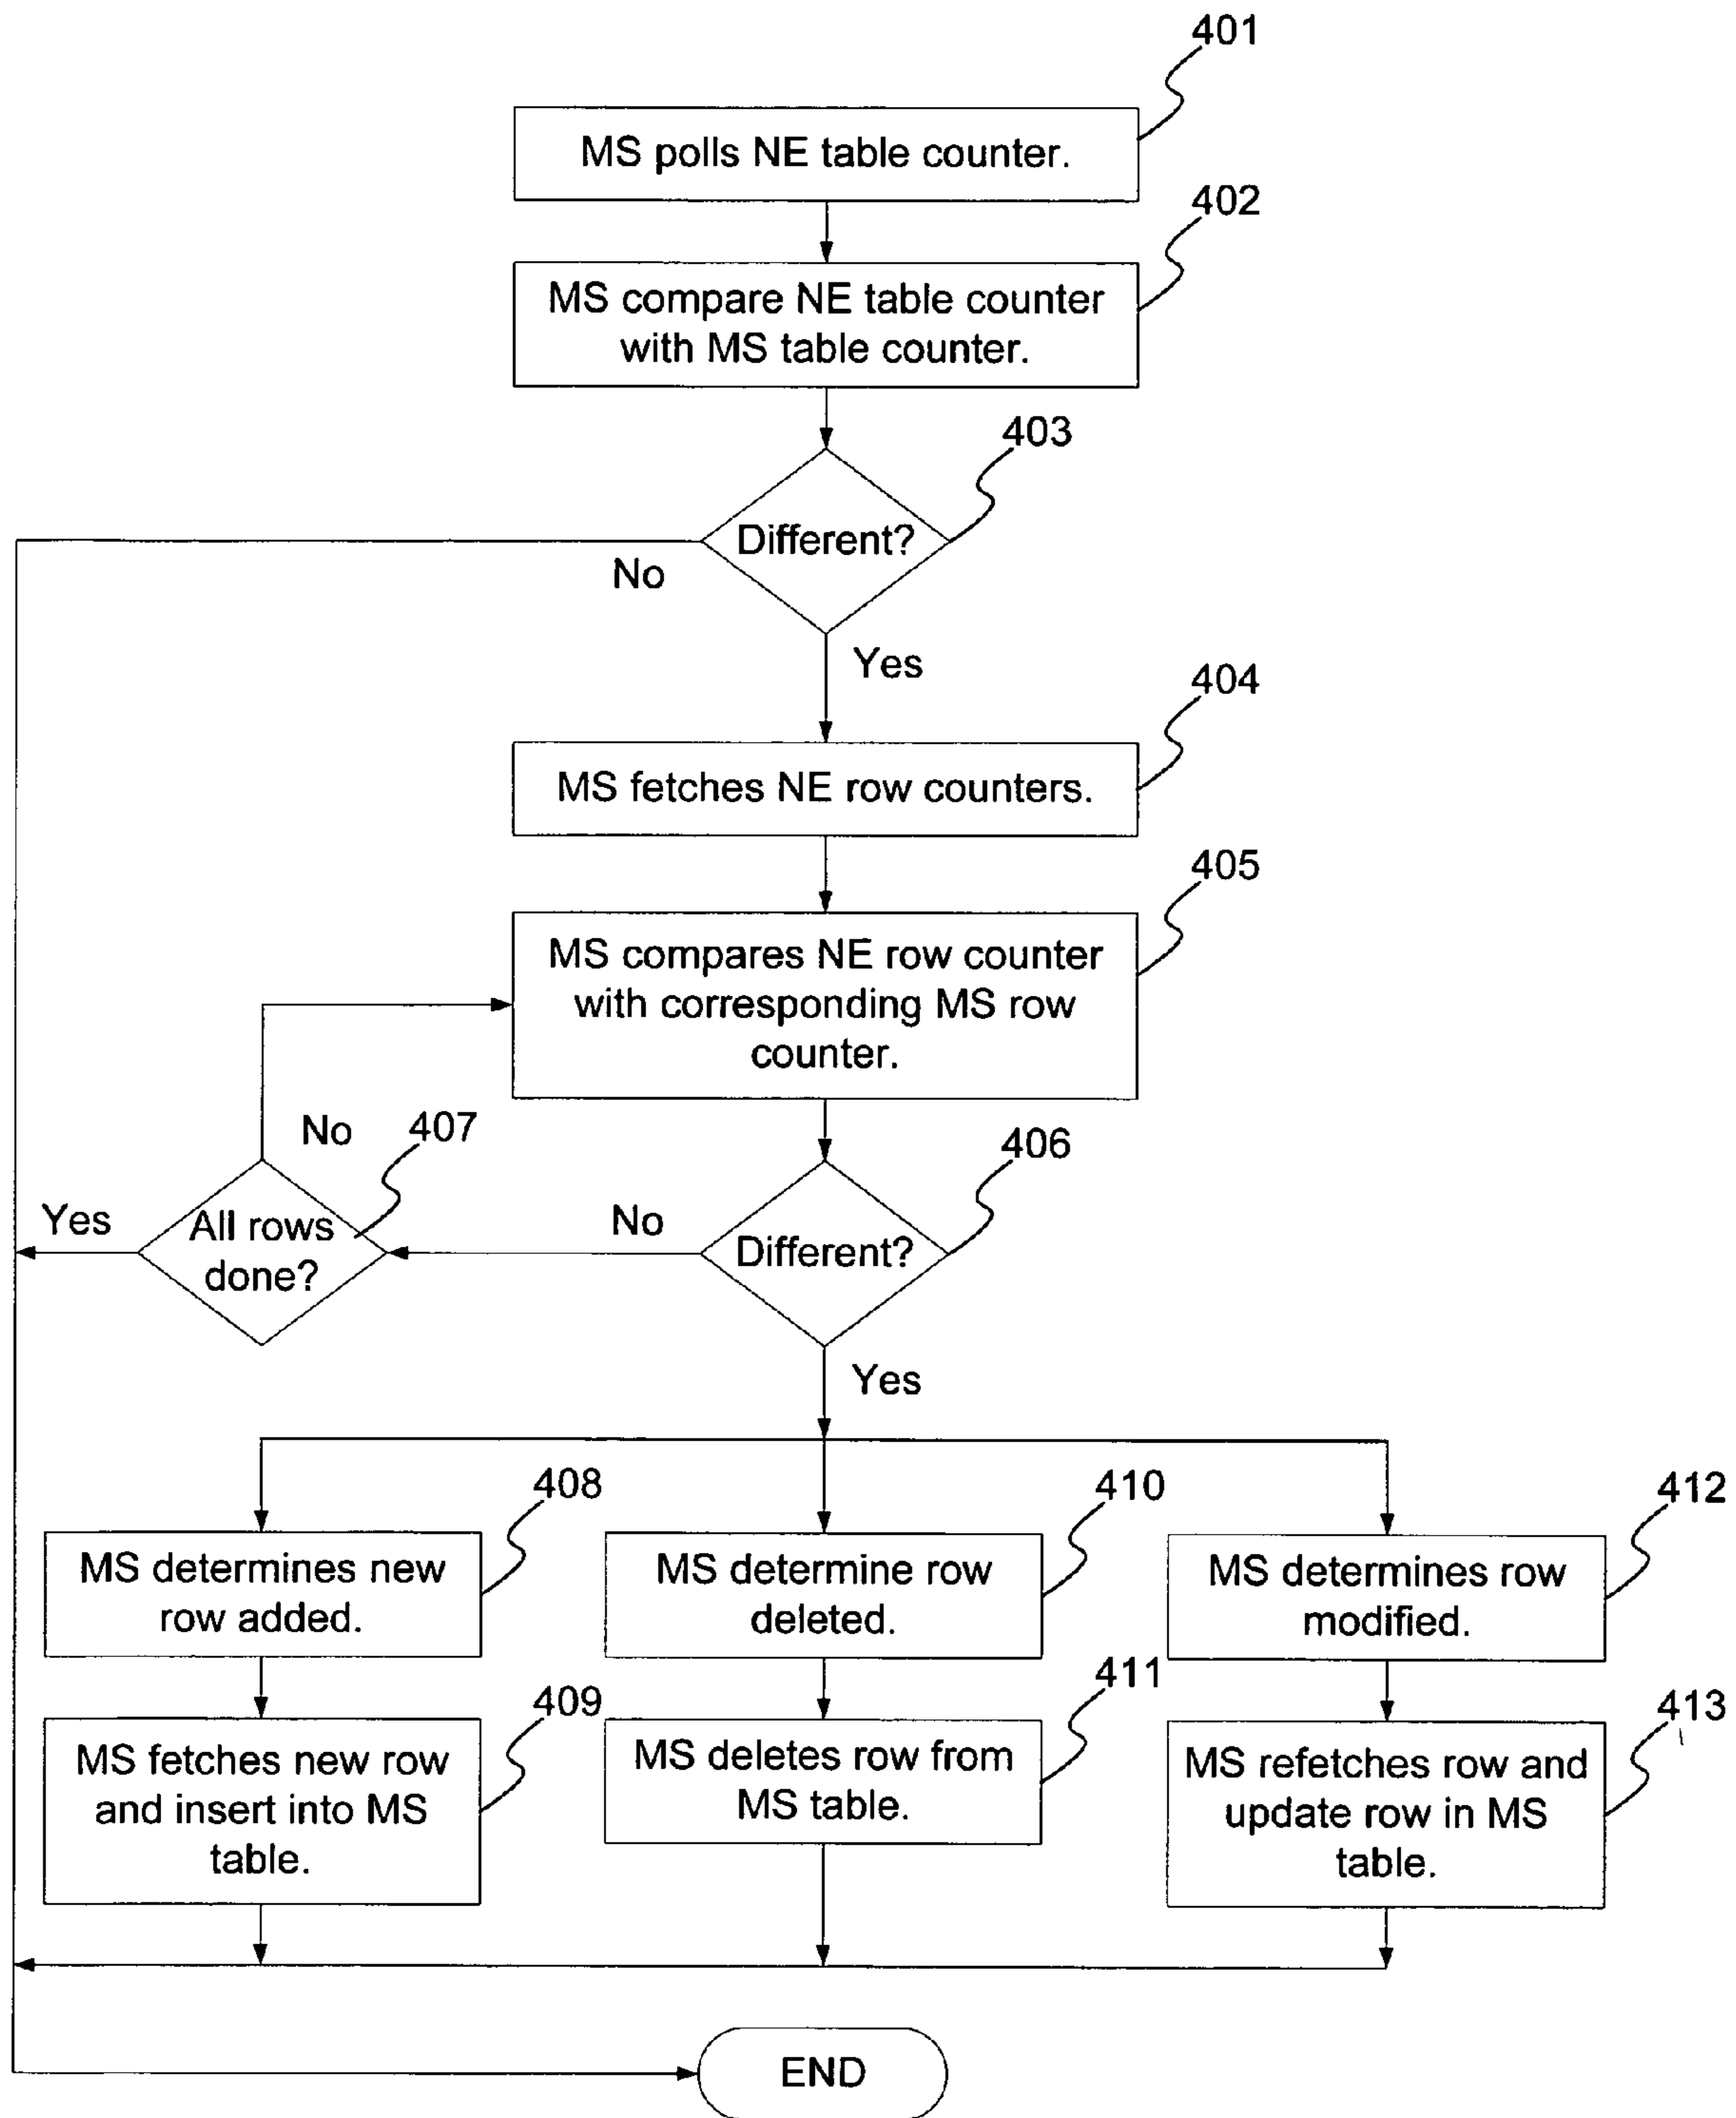 401
MS polls NE table counter.
402
MS compare NE table counter
with MS table counter.
403
Different?
No
Yes
404
MS fetches NE row counters.
405
MS compares NE row counter
with corresponding MS row
counter.
No
407
406
Yes
All rows
done?
No
Different?
Yes
408
MS determines new
row added.
410
MS determine row
deleted.
412
MS determines row
modified.
409
MS fetches new row
and insert into MS
table.
411
MS deletes row from
MS table.
413
MS refetches row and
update row in MS
table.
END